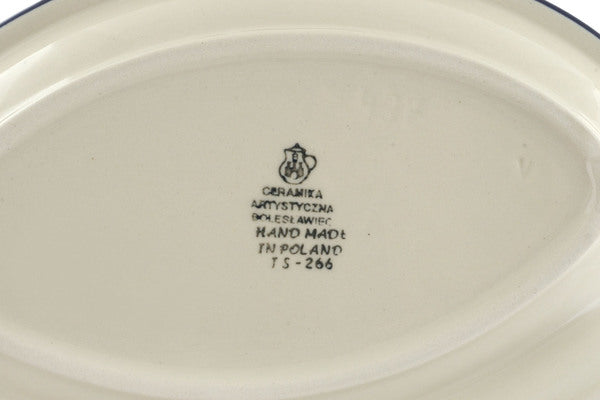 CERAMIKA
ARTYSTYCZNA
BOLESŁAWIEC
HAND MADE
IN POLAND
TS-266